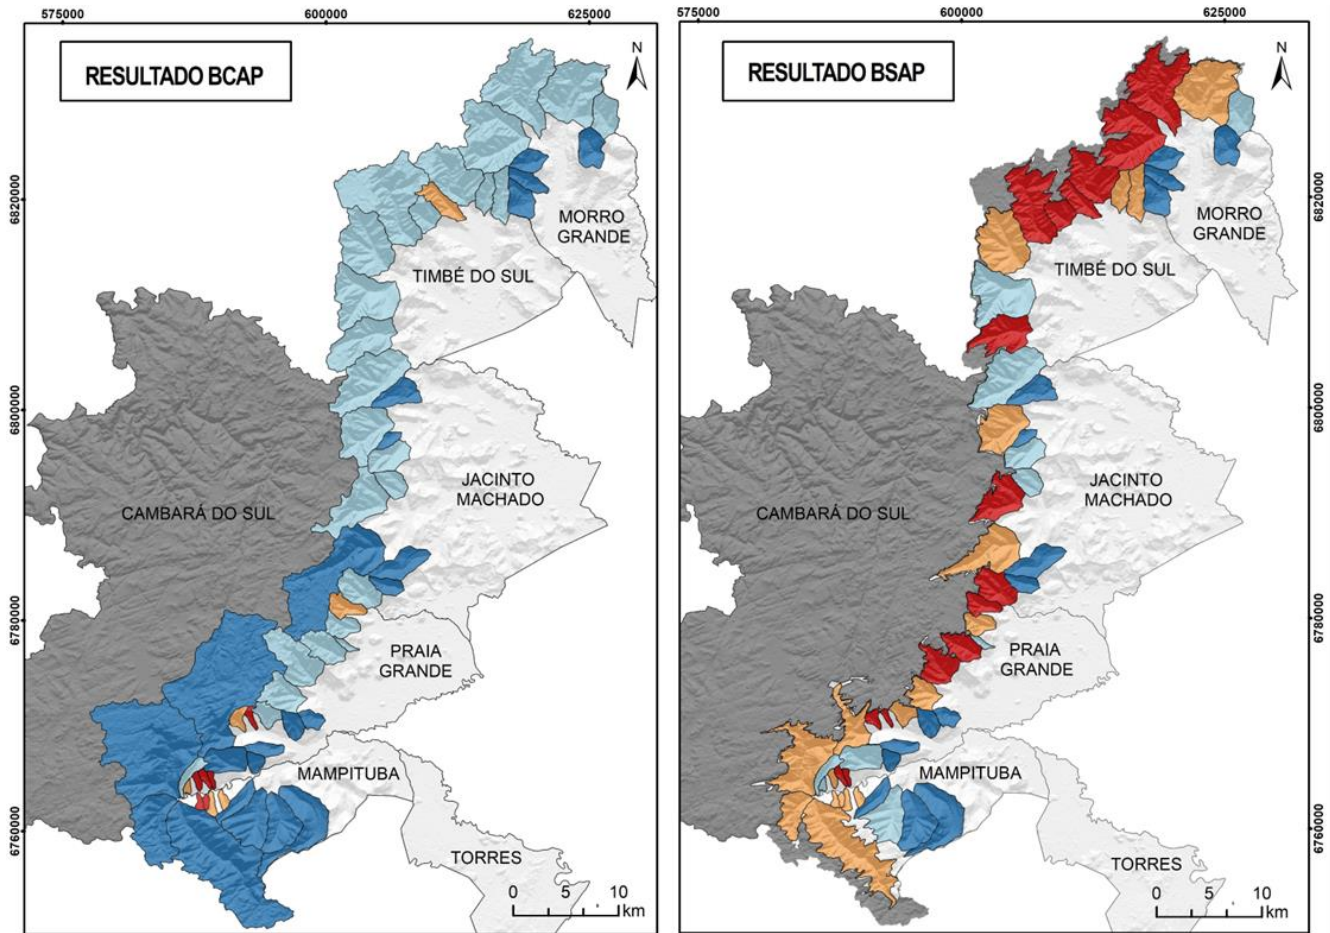 575000 600000 625000
RESULTADO BCAP
N
6820000
MORRO
GRANDE
TIMBÉ DO SUL
6800000
JACINTO
MACHADO
CAMBARÁ DO SUL
6780000
PRAIA
GRANDE
MAMPITUBA
6760000
TORRES
0 5 10
km
575000 600000 625000
RESULTADO BSAP
N
6820000
MORRO
GRANDE
TIMBÉ DO SUL
6800000
JACINTO
MACHADO
CAMBARÁ DO SUL
6780000
PRAIA
GRANDE
MAMPITUBA
6760000
TORRES
0 5 10
km